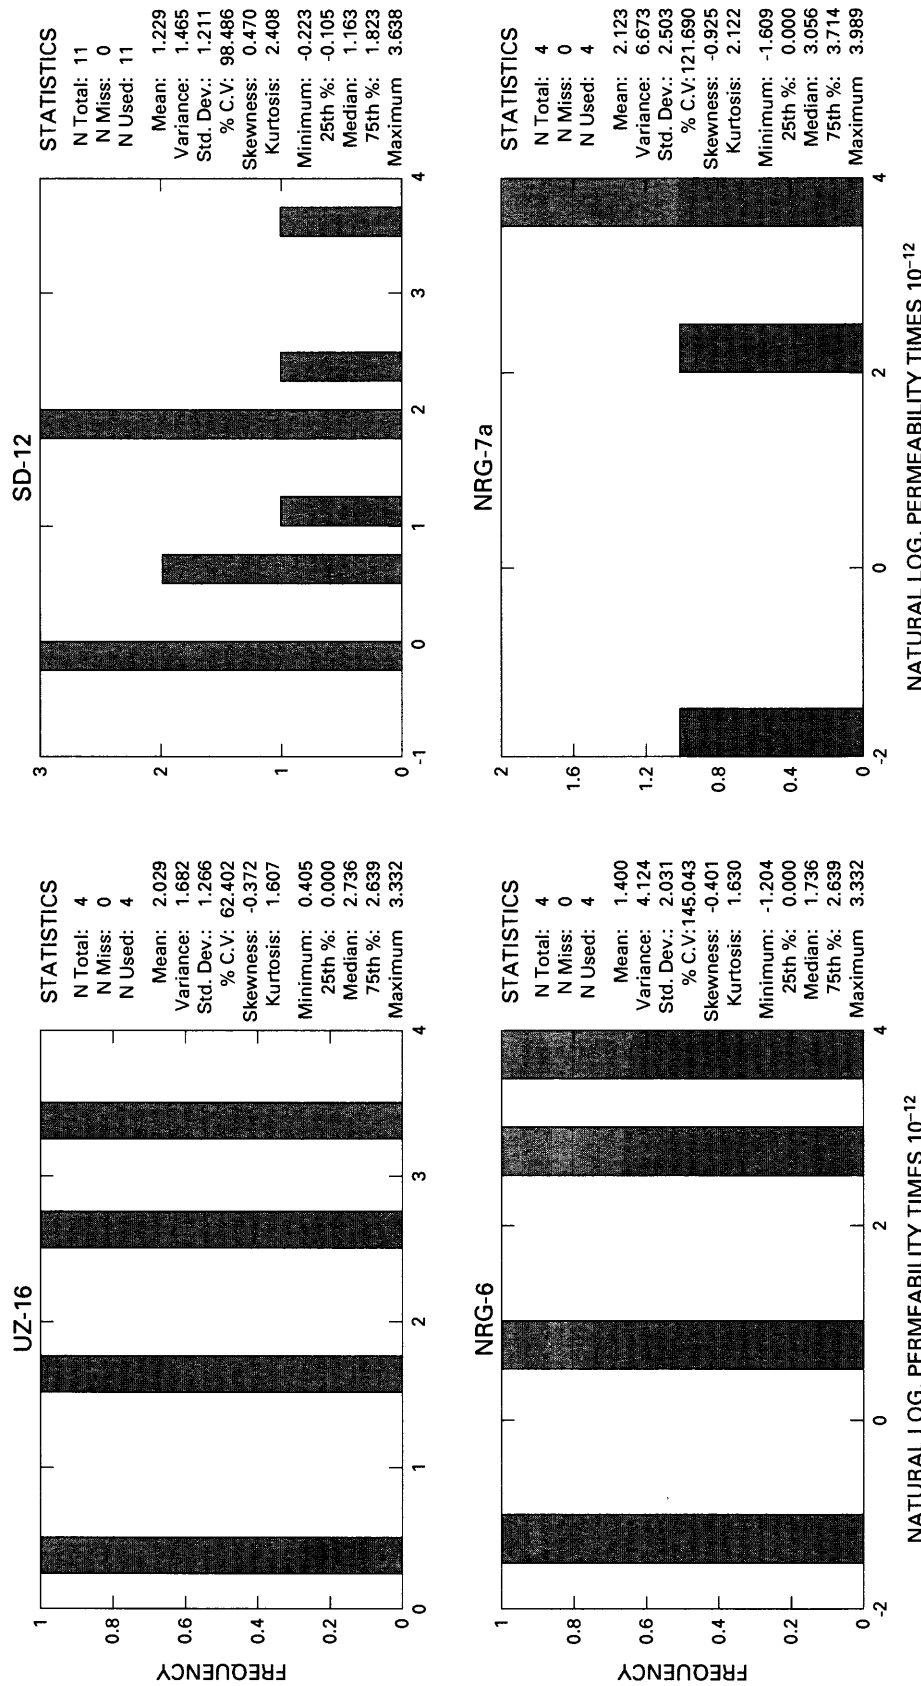 UZ-16
FREQUENCY
1
0.8
0.6
0.4
0.2
0
0 1 2 3 4
STATISTICS
N Total: 4
N Miss: 0
N Used: 4
Mean: 2.029
Variance: 1.682
Std. Dev.: 1.266
% C.V: 62.402
Skewness: -0.372
Kurtosis: 1.607
Minimum: 0.405
25th %: 0.000
Median: 2.736
75th %: 2.639
Maximum 3.332
SD-12
3
2
1
0
-1 0 1 2 3 4
STATISTICS
N Total: 11
N Miss: 0
N Used: 11
Mean: 1.229
Variance: 1.465
Std. Dev.: 1.211
% C.V: 98.486
Skewness: 0.470
Kurtosis: 2.408
Minimum: -0.223
25th %: -0.105
Median: 1.163
75th %: 1.823
Maximum 3.638
NRG-6
FREQUENCY
1
0.8
0.6
0.4
0.2
0
-2 0 2 4
NATURAL LOG, PERMEABILITY TIMES 10-12
STATISTICS
N Total: 4
N Miss: 0
N Used: 4
Mean: 1.400
Variance: 4.124
Std. Dev.: 2.031
% C.V: 145.043
Skewness: -0.401
Kurtosis: 1.630
Minimum: -1.204
25th %: 0.000
Median: 1.736
75th %: 2.639
Maximum 3.332
NRG-7a
2
1.6
1.2
0.8
0.4
0
-2 0 2 4
NATURAL LOG, PERMEABILITY TIMES 10-12
STATISTICS
N Total: 4
N Miss: 0
N Used: 4
Mean: 2.123
Variance: 6.673
Std. Dev.: 2.503
% C.V: 121.690
Skewness: -0.925
Kurtosis: 2.122
Minimum: -1.609
25th %: 0.000
Median: 3.056
75th %: 3.714
Maximum 3.989